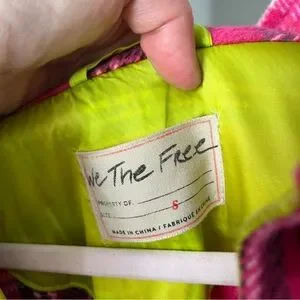 We The Free
PROPERTY OF
SIZE S
MADE IN CHINA / FABRIQUÉ EN CHINE